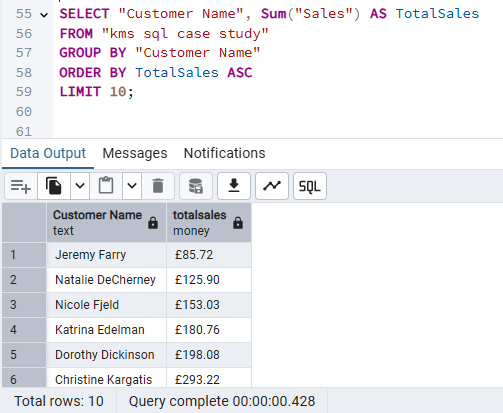 55 SELECT "Customer Name", Sum("Sales") AS TotalSales
56 FROM "kms sql case study"
57 GROUP BY "Customer Name"
58 ORDER BY TotalSales ASC
59 LIMIT 10;
60
61
Data Output Messages Notifications
SQL
Customer Name totalsales
text money
1 Jeremy Farry £85.72
2 Natalie DeCherney £125.90
3 Nicole Fjeld £153.03
4 Katrina Edelman £180.76
5 Dorothy Dickinson £198.08
6 Christine Kargatis £293.22
Total rows: 10 Query complete 00:00:00.428